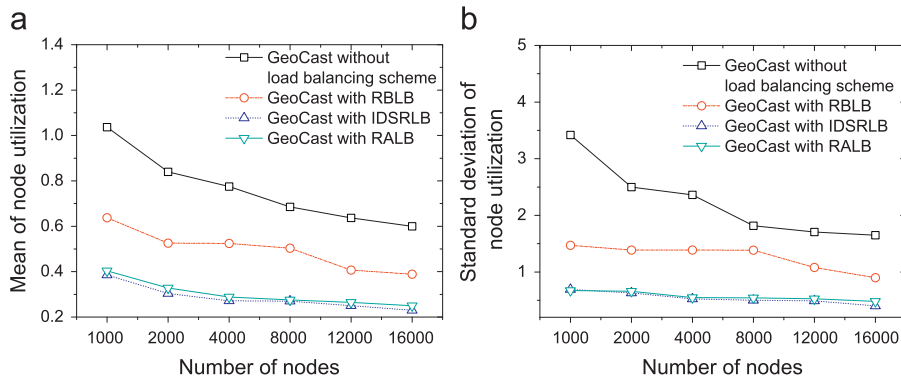 a
1.4
1.2
1.0
0.8
0.6
0.4
0.2
Mean of node utilization
GeoCast without
load balancing scheme
GeoCast with RBLB
GeoCast with IDSRLB
GeoCast with RALB
1000 2000 4000 8000 12000 16000
Number of nodes
b
5
4
3
2
1
Standard deviation of
node utilization
GeoCast without
load balancing scheme
GeoCast with RBLB
GeoCast with IDSRLB
GeoCast with RALB
1000 2000 4000 8000 12000 16000
Number of nodes